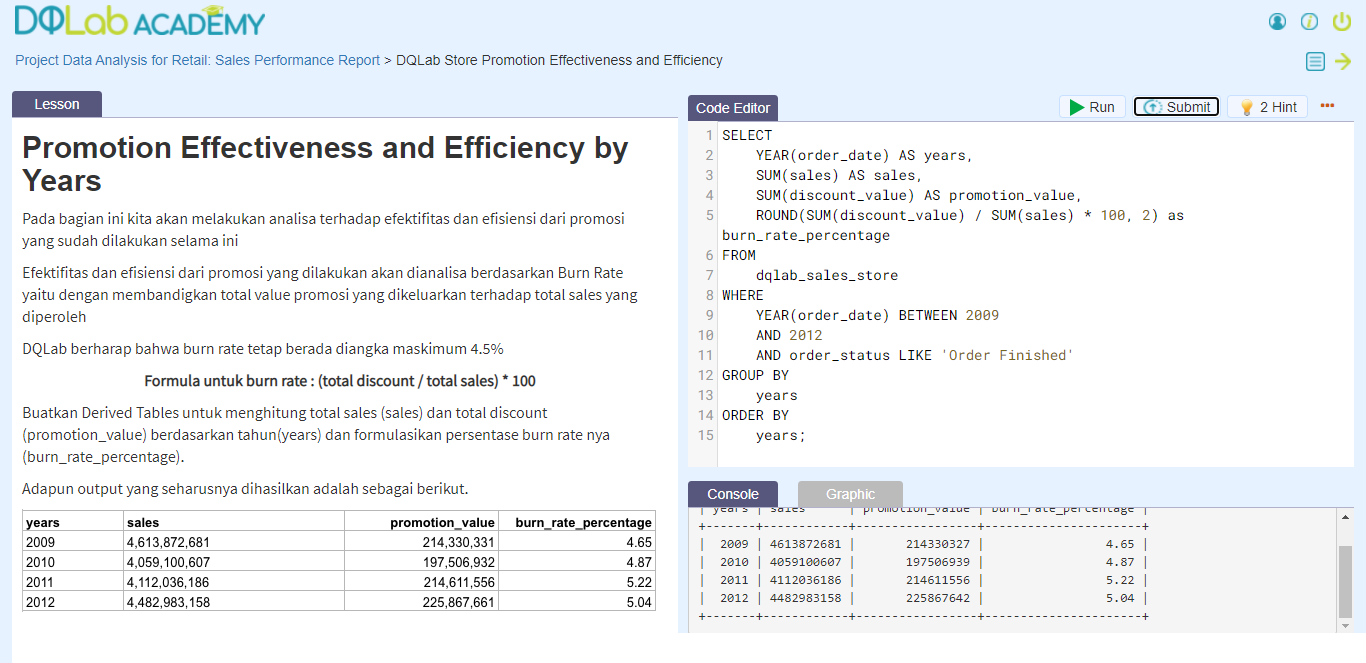 DQLab ACADEMY
Project Data Analysis for Retail: Sales Performance Report > DQLab Store Promotion Effectiveness and Efficiency
Lesson
Promotion Effectiveness and Efficiency by
Years
Pada bagian ini kita akan melakukan analisa terhadap efektifitas dan efisiensi dari promosi
yang sudah dilakukan selama ini
Efektifitas dan efisiensi dari promosi yang dilakukan akan dianalisa berdasarkan Burn Rate
yaitu dengan membandigkan total value promosi yang dikeluarkan terhadap total sales yang
diperoleh
DQLab berharap bahwa burn rate tetap berada diangka maskimum 4.5%
Formula untuk burn rate : (total discount / total sales) * 100
Buatkan Derived Tables untuk menghitung total sales (sales) dan total discount
(promotion_value) berdasarkan tahun(years) dan formulasikan persentase burn rate nya
(burn_rate_percentage).
Adapun output yang seharusnya dihasilkan adalah sebagai berikut.
years sales promotion_value burn_rate_percentage
2009 4,613,872,681 214,330,331 4.65
2010 4,059,100,607 197,506,932 4.87
2011 4,112,036,186 214,611,556 5.22
2012 4,482,983,158 225,867,661 5.04
Code Editor Run Submit 2 Hint
1 SELECT
2 YEAR(order_date) AS years,
3 SUM(sales) AS sales,
4 SUM(discount_value) AS promotion_value,
5 ROUND(SUM(discount_value) / SUM(sales) * 100, 2) as
burn_rate_percentage
6 FROM
7 dqlab_sales_store
8 WHERE
9 YEAR(order_date) BETWEEN 2009
10 AND 2012
11 AND order_status LIKE 'Order Finished'
12 GROUP BY
13 years
14 ORDER BY
15 years;
Console Graphic
| years | sales | promotion_value | burn_rate_percentage |
+-------+------------+-----------------+----------------------+
| 2009 | 4613872681 | 214330327 | 4.65 |
| 2010 | 4059100607 | 197506939 | 4.87 |
| 2011 | 4112036186 | 214611556 | 5.22 |
| 2012 | 4482983158 | 225867642 | 5.04 |
+-------+------------+-----------------+----------------------+